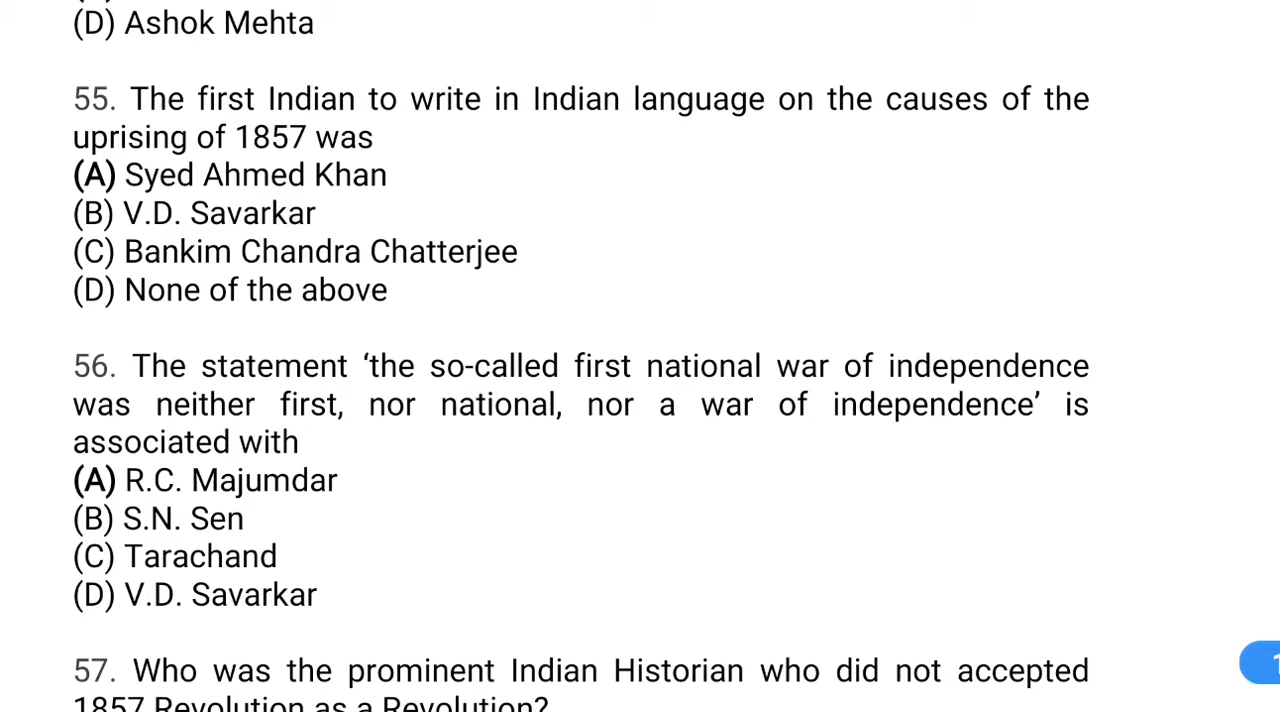 (D) Ashok Mehta
55. The first Indian to write in Indian language on the causes of the
uprising of 1857 was
(A) Syed Ahmed Khan
(B) V.D. Savarkar
(C) Bankim Chandra Chatterjee
(D) None of the above
56. The statement ‘the so-called first national war of independence
was neither first, nor national, nor a war of independence’ is
associated with
(A) R.C. Majumdar
(B) S.N. Sen
(C) Tarachand
(D) V.D. Savarkar
57. Who was the prominent Indian Historian who did not accepted
1857 Revolution as a Revolution?